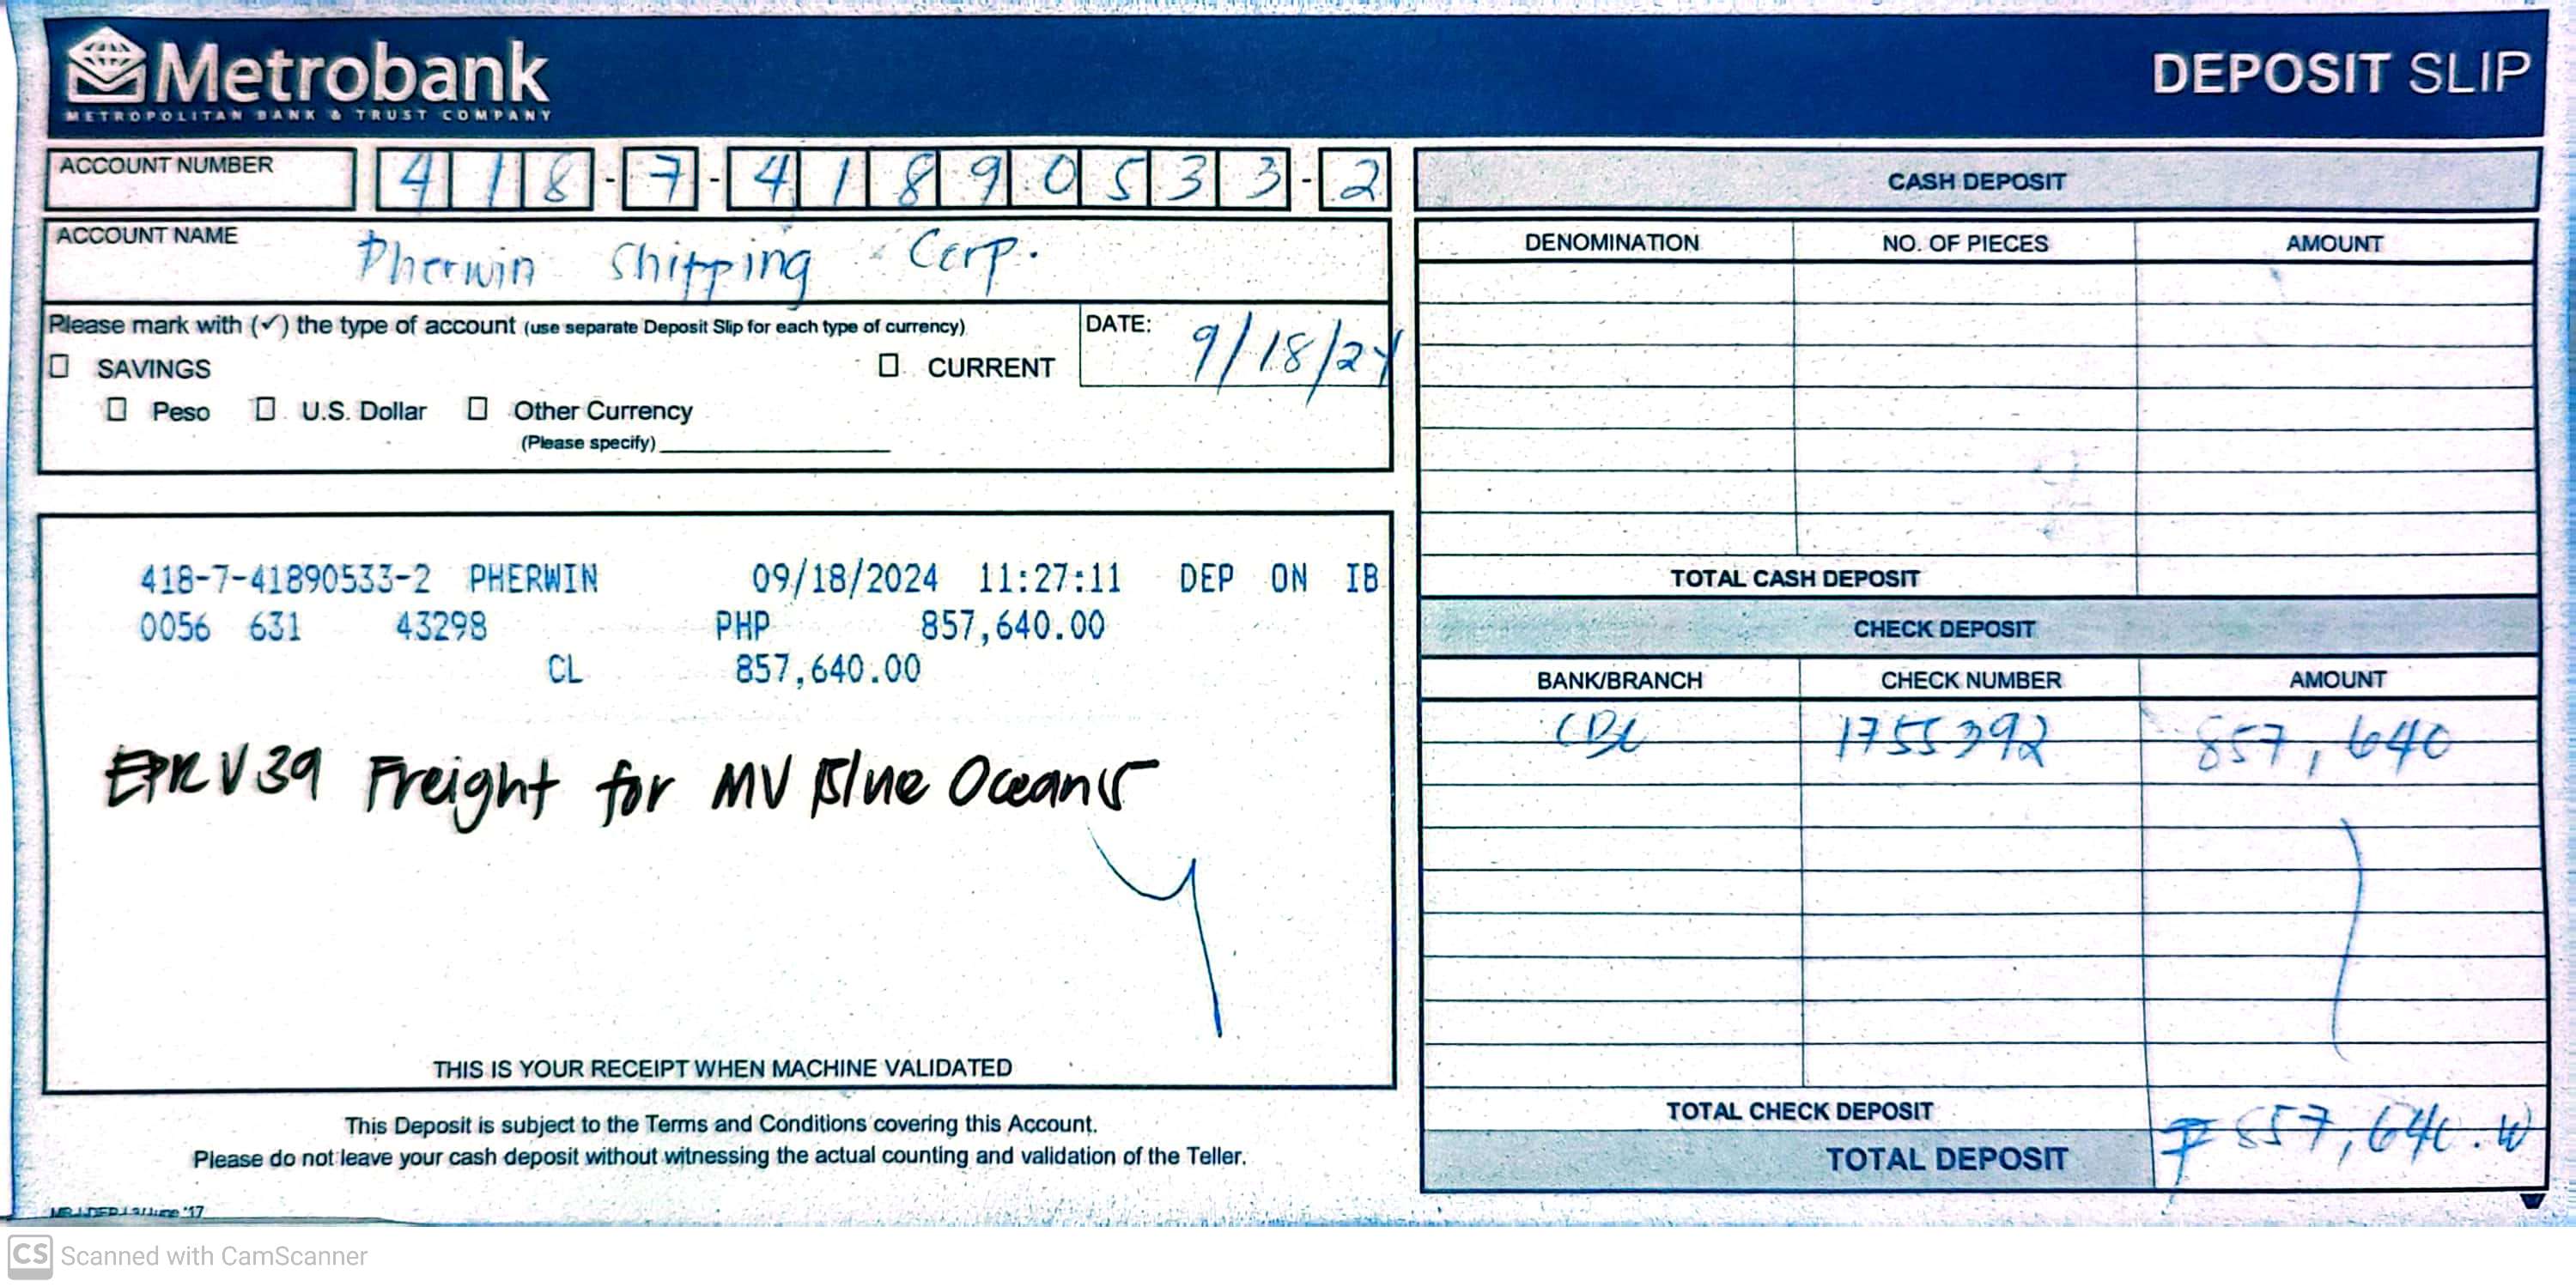 Metrobank
METROPOLITAN BANK & TRUST COMPANY
DEPOSIT SLIP
ACCOUNT NUMBER
418-7-41890533-2
ACCOUNT NAME
Pherwin Shipping Corp.
Please mark with (✓) the type of account (use separate Deposit Slip for each type of currency)
DATE: 9/18/24
SAVINGS
CURRENT
Peso U.S. Dollar Other Currency
(Please specify)
418-7-41890533-2 PHERWIN 09/18/2024 11:27:11 DEP ON IB
0056 631 43298 PHP 857,640.00
CL 857,640.00
V39 Freight for MV Blue Ocean 5
THIS IS YOUR RECEIPT WHEN MACHINE VALIDATED
This Deposit is subject to the Terms and Conditions covering this Account.
Please do not leave your cash deposit without witnessing the actual counting and validation of the Teller.
CASH DEPOSIT
DENOMINATION NO. OF PIECES AMOUNT
TOTAL CASH DEPOSIT
CHECK DEPOSIT
BANK/BRANCH CHECK NUMBER AMOUNT
CBC 1755392 857,640
TOTAL CHECK DEPOSIT
TOTAL DEPOSIT
₱857,640.00
CS Scanned with CamScanner